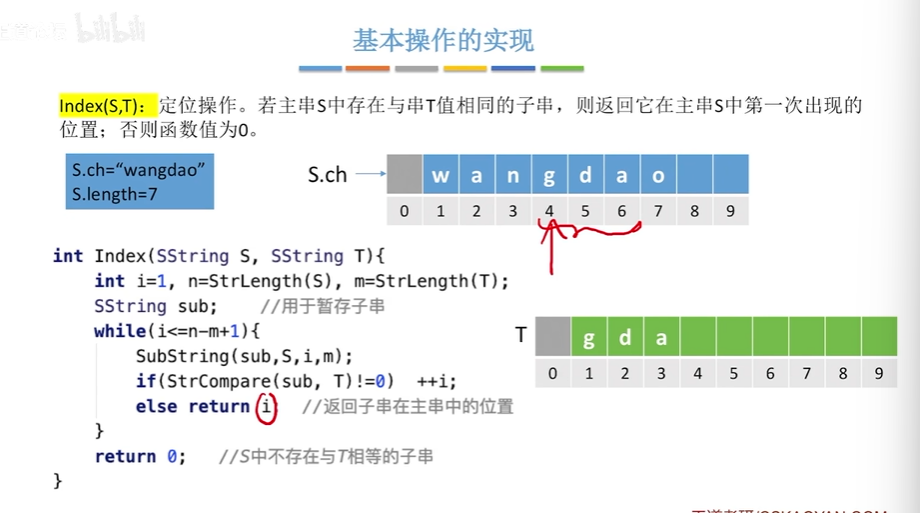 bilibili
基本操作的实现
Index(S,T)：定位操作。若主串S中存在与串T值相同的子串，则返回它在主串S中第一次出现的
位置；否则函数值为0。
S.ch=“wangdao”
S.length=7
S.ch
w a n g d a o
0 1 2 3 4 5 6 7 8 9
int Index(SString S, SString T){
int i=1, n=StrLength(S), m=StrLength(T);
SString sub; //用于暂存子串
while(i<=n-m+1){
SubString(sub,S,i,m);
if(StrCompare(sub, T)!=0) ++i;
else return i; //返回子串在主串中的位置
}
return 0; //S中不存在与T相等的子串
}
T
g d a
0 1 2 3 4 5 6 7 8 9